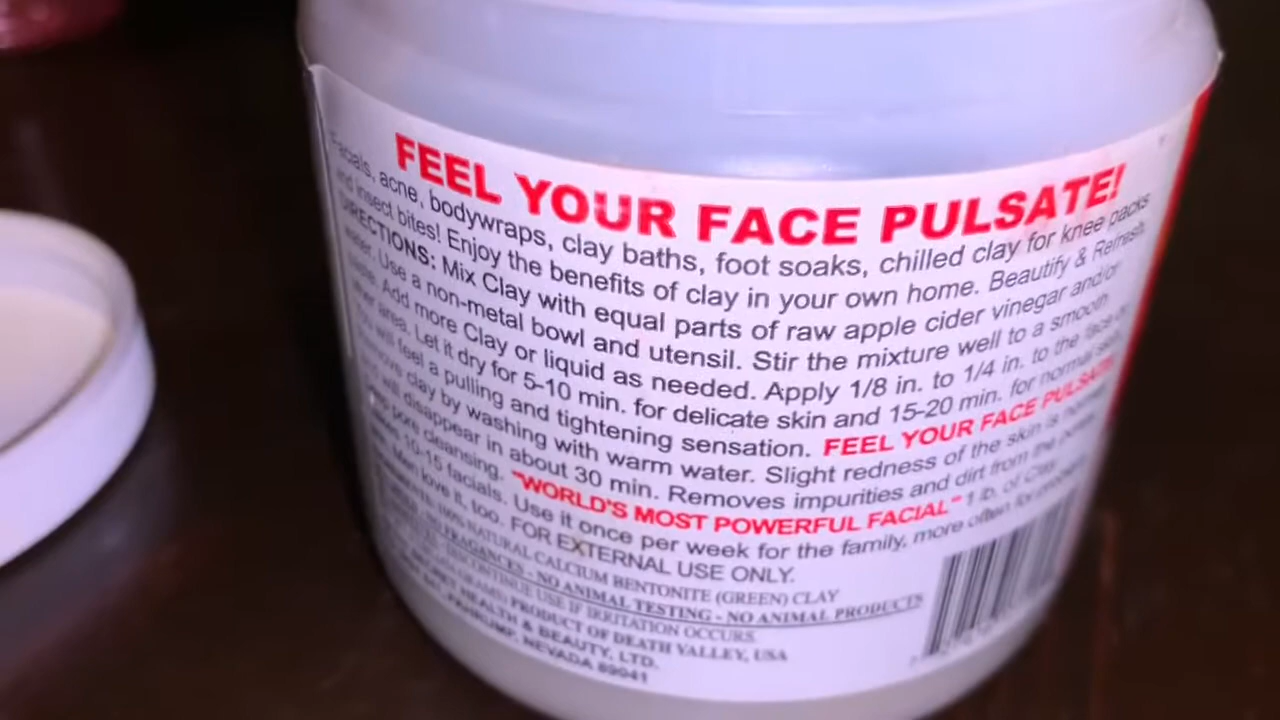 FEEL YOUR FACE PULSATE!
Facials, acne, bodywraps, clay baths, foot soaks, chilled clay for knee packs
and insect bites! Enjoy the benefits of clay in your own home. Beautify & Refresh.
DIRECTIONS: Mix Clay with equal parts of raw apple cider vinegar and/or
water. Use a non-metal bowl and utensil. Stir the mixture well to a smooth
Add more Clay or liquid as needed. Apply 1/8 in. to 1/4 in. to the face or
area. Let it dry for 5-10 min. for delicate skin and 15-20 min. for normal skin.
You will feel a pulling and tightening sensation. FEEL YOUR FACE PULSATE!
Remove clay by washing with warm water. Slight redness of the skin is normal
and will disappear in about 30 min. Removes impurities and dirt from the pores
pore cleansing. "WORLD'S MOST POWERFUL FACIAL" 1 lb. of Clay
10-15 facials. Use it once per week for the family, more often for
Men love it, too. FOR EXTERNAL USE ONLY.
100% NATURAL CALCIUM BENTONITE (GREEN) CLAY
NO FRAGANCES - NO ANIMAL TESTING - NO ANIMAL PRODUCTS
DISCONTINUE USE IF IRRITATION OCCURS.
PRODUCT OF DEATH VALLEY, USA
HEALTH & BEAUTY, LTD.
PAHRUMP, NEVADA 89041